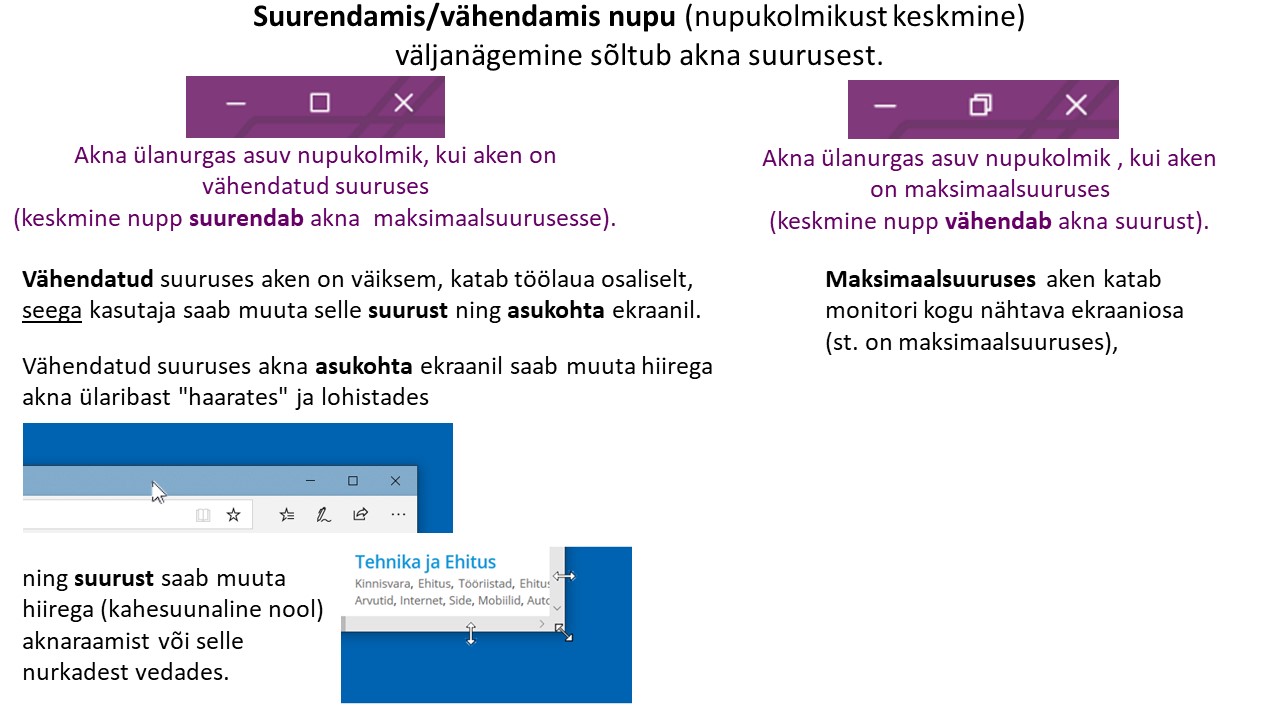 Suurendamis/vähendamis nupu (nupukolmikust keskmine)
väljanägemine sõltub akna suurusest.
Akna ülanurgas asuv nupukolmik, kui aken on
vähendatud suuruses
(keskmine nupp suurendab akna maksimaalsuurusesse).
Akna ülanurgas asuv nupukolmik , kui aken
on maksimaalsuuruses
(keskmine nupp vähendab akna suurust).
Vähendatud suuruses aken on väiksem, katab töölaua osaliselt,
seega kasutaja saab muuta selle suurust ning asukohta ekraanil.
Maksimaalsuuruses aken katab
monitori kogu nähtava ekraaniosa
(st. on maksimaalsuuruses),
Vähendatud suuruses akna asukohta ekraanil saab muuta hiirega
akna ülaribast "haarates" ja lohistades
ning suurust saab muuta
hiirega (kahesuunaline nool)
aknaraamist või selle
nurkadest vedades.
Tehnika ja Ehitus
Kinnisvara, Ehitus, Tööriistad, Ehitus
Arvutid, Internet, Side, Mobiilid, Auto